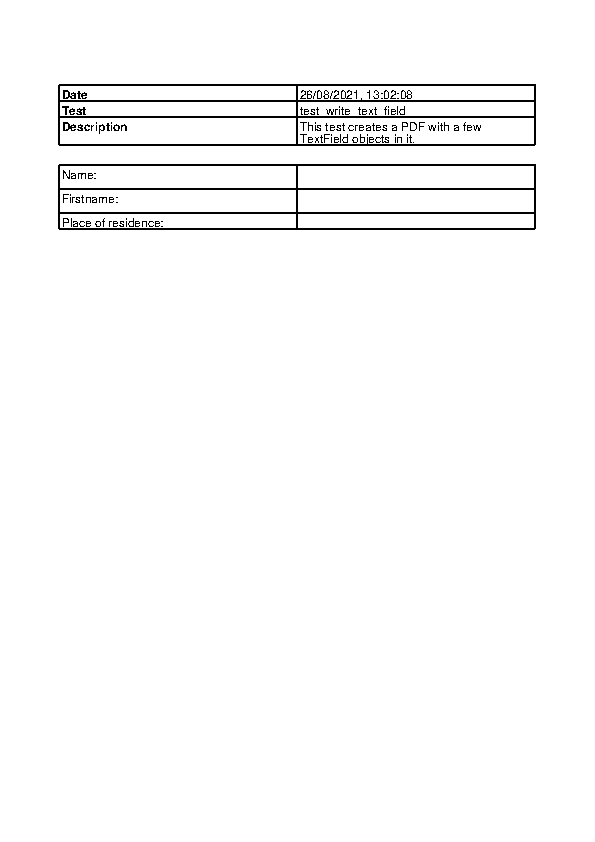 Date 26/08/2021, 13:02:08
Test test_write_text_field
Description This test creates a PDF with a few
TextField objects in it.
Name:
Firstname:
Place of residence: